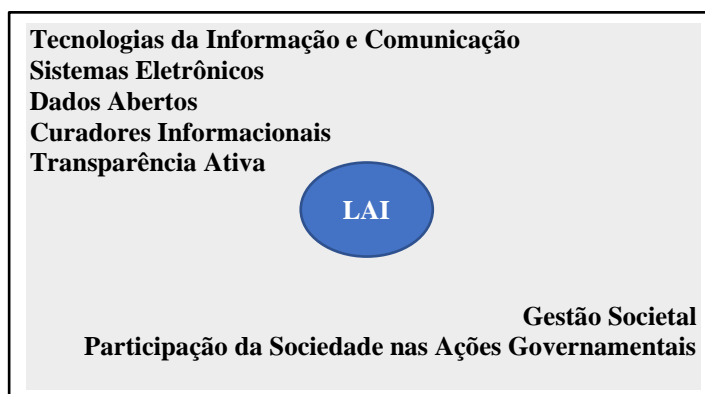 Tecnologias da Informação e Comunicação
Sistemas Eletrônicos
Dados Abertos
Curadores Informacionais
Transparência Ativa
LAI
Gestão Societal
Participação da Sociedade nas Ações Governamentais